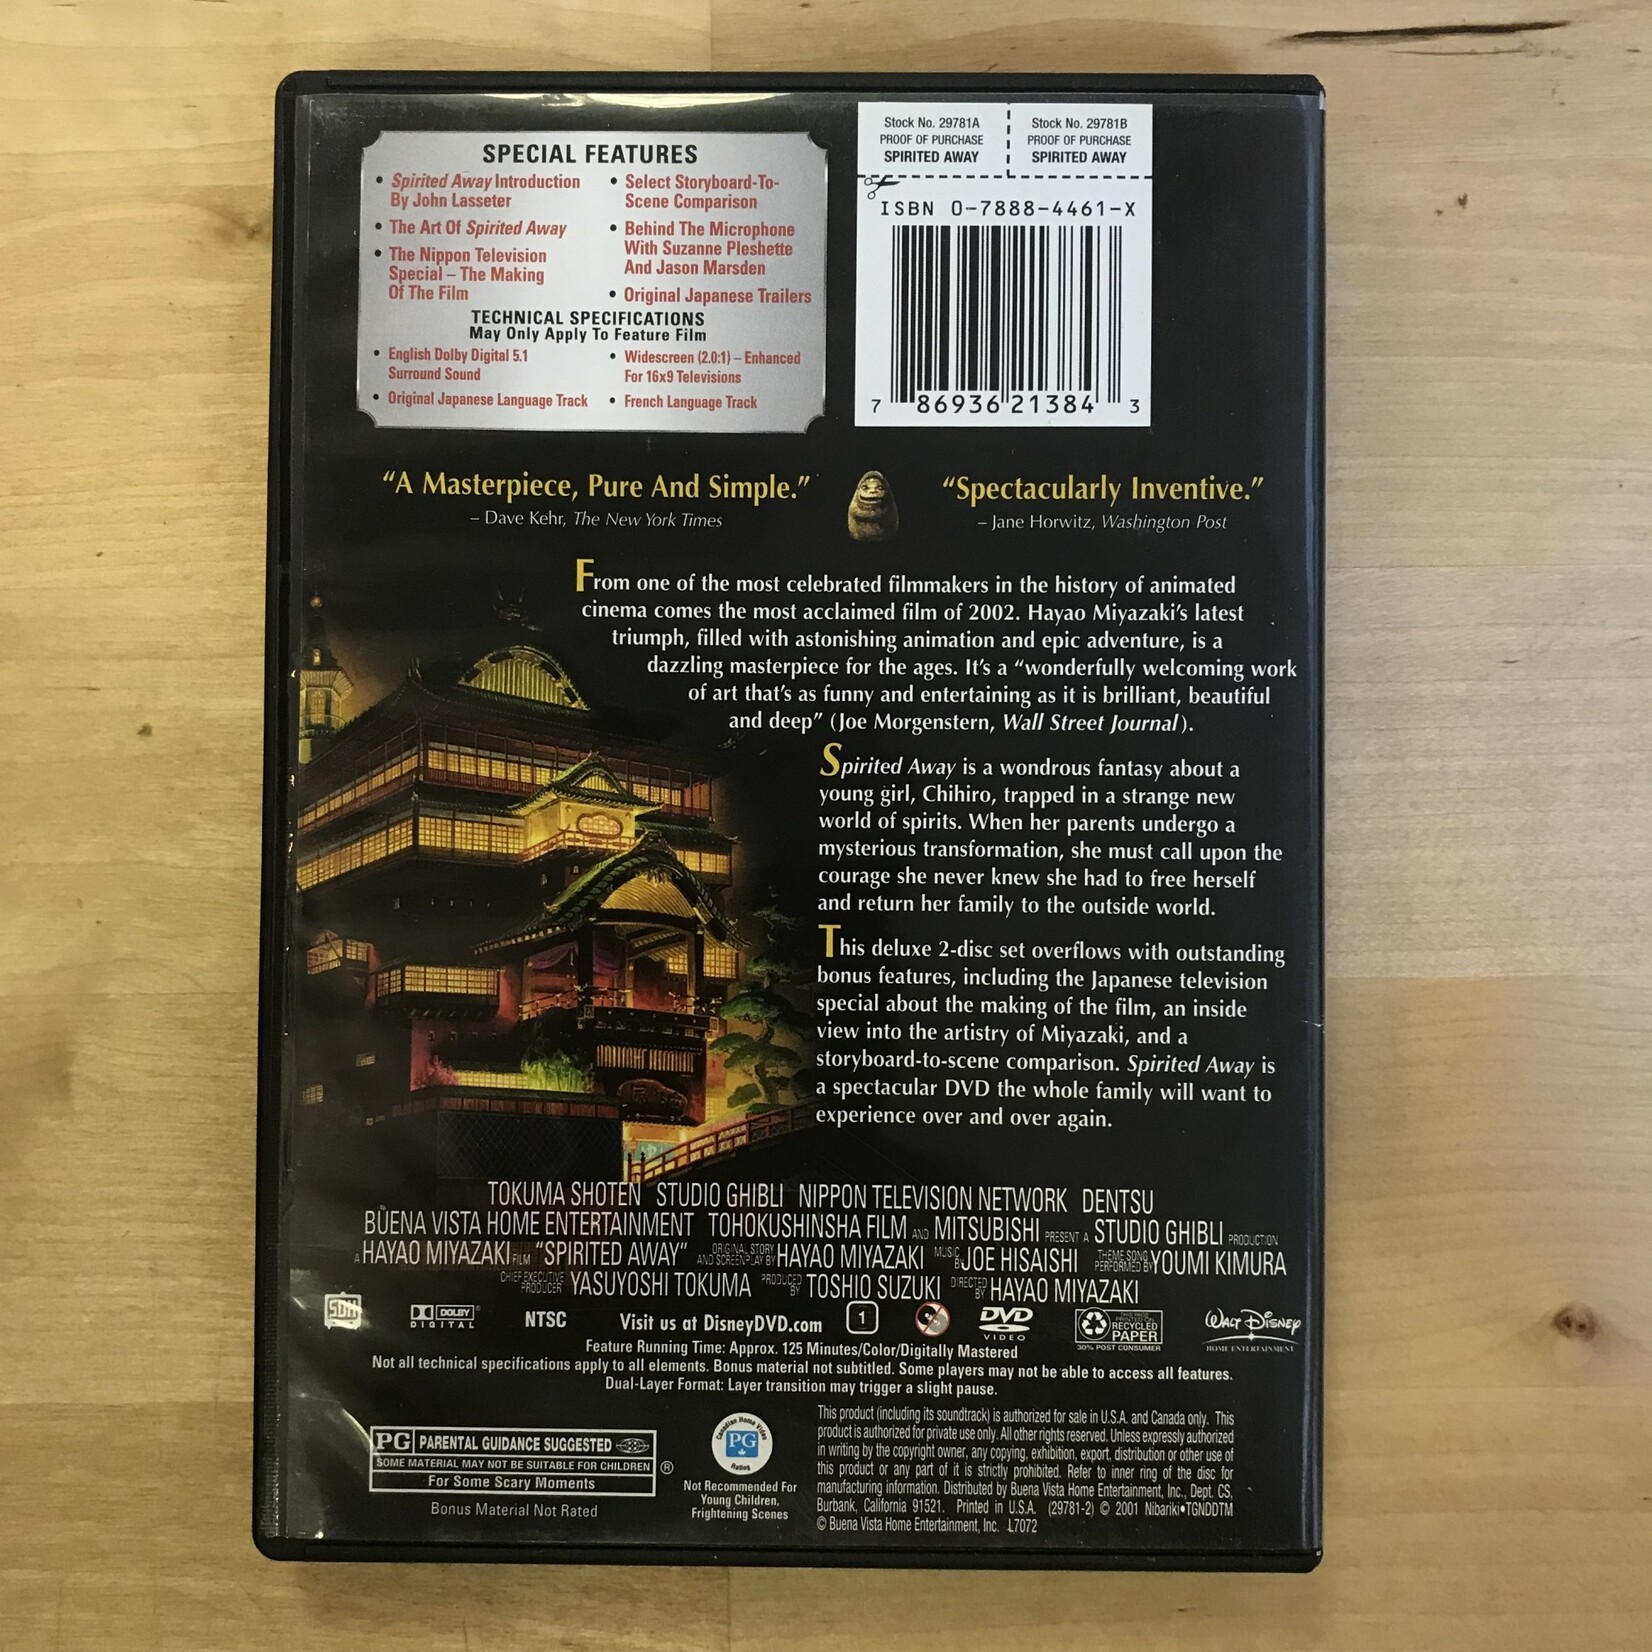 SPECIAL FEATURES
• Spirited Away Introduction
By John Lasseter
• The Art Of Spirited Away
• The Nippon Television
Special – The Making
Of The Film
• Select Storyboard-To-
Scene Comparison
• Behind The Microphone
With Suzanne Pleshette
And Jason Marsden
• Original Japanese Trailers
TECHNICAL SPECIFICATIONS
May Only Apply To Feature Film
• English Dolby Digital 5.1
Surround Sound
• Original Japanese Language Track
• Widescreen (2.0:1) – Enhanced
For 16x9 Televisions
• French Language Track
Stock No. 29781A
PROOF OF PURCHASE
SPIRITED AWAY
Stock No. 29781B
PROOF OF PURCHASE
SPIRITED AWAY
ISBN 0-7888-4461-X
7 86936 21384 3
“A Masterpiece, Pure And Simple.”
– Dave Kehr, The New York Times
“Spectacularly Inventive.”
– Jane Horwitz, Washington Post
From one of the most celebrated filmmakers in the history of animated
cinema comes the most acclaimed film of 2002. Hayao Miyazaki’s latest
triumph, filled with astonishing animation and epic adventure, is a
dazzling masterpiece for the ages. It’s a “wonderfully welcoming work
of art that’s as funny and entertaining as it is brilliant, beautiful
and deep” (Joe Morgenstern, Wall Street Journal).
Spirited Away is a wondrous fantasy about a
young girl, Chihiro, trapped in a strange new
world of spirits. When her parents undergo a
mysterious transformation, she must call upon the
courage she never knew she had to free herself
and return her family to the outside world.
This deluxe 2-disc set overflows with outstanding
bonus features, including the Japanese television
special about the making of the film, an inside
view into the artistry of Miyazaki, and a
storyboard-to-scene comparison. Spirited Away is
a spectacular DVD the whole family will want to
experience over and over again.
TOKUMA SHOTEN STUDIO GHIBLI NIPPON TELEVISION NETWORK DENTSU
BUENA VISTA HOME ENTERTAINMENT TOHOKUSHINSHA FILM AND MITSUBISHI PRESENT A STUDIO GHIBLI PRODUCTION
A HAYAO MIYAZAKI FILM “SPIRITED AWAY” ORIGINAL STORY AND SCREENPLAY BY HAYAO MIYAZAKI MUSIC BY JOE HISAISHI THEME SONG PERFORMED BY YOUMI KIMURA
CHIEF EXECUTIVE PRODUCER YASUYOSHI TOKUMA PRODUCED BY TOSHIO SUZUKI DIRECTED BY HAYAO MIYAZAKI
SDH
DOLBY
DIGITAL
NTSC
Visit us at DisneyDVD.com
1
DVD
VIDEO
THIS PAGE PRINTED ON
RECYCLED
PAPER
30% POST CONSUMER
WALT DISNEY
HOME ENTERTAINMENT
Feature Running Time: Approx. 125 Minutes/Color/Digitally Mastered
Not all technical specifications apply to all elements. Bonus material not subtitled. Some players may not be able to access all features.
Dual-Layer Format: Layer transition may trigger a slight pause.
PG PARENTAL GUIDANCE SUGGESTED
SOME MATERIAL MAY NOT BE SUITABLE FOR CHILDREN ®
For Some Scary Moments
Bonus Material Not Rated
Canadian Home Video
PG
Ratings
Not Recommended For
Young Children,
Frightening Scenes
This product (including its soundtrack) is authorized for sale in U.S.A. and Canada only. This
product is authorized for private use only. All other rights reserved. Unless expressly authorized
in writing by the copyright owner, any copying, exhibition, export, distribution or other use of
this product or any part of it is strictly prohibited. Refer to inner ring of the disc for
manufacturing information. Distributed by Buena Vista Home Entertainment, Inc., Dept. CS,
Burbank, California 91521. Printed in U.S.A. (29781-2) © 2001 Nibariki•TGNDDTM
© Buena Vista Home Entertainment, Inc. L7072